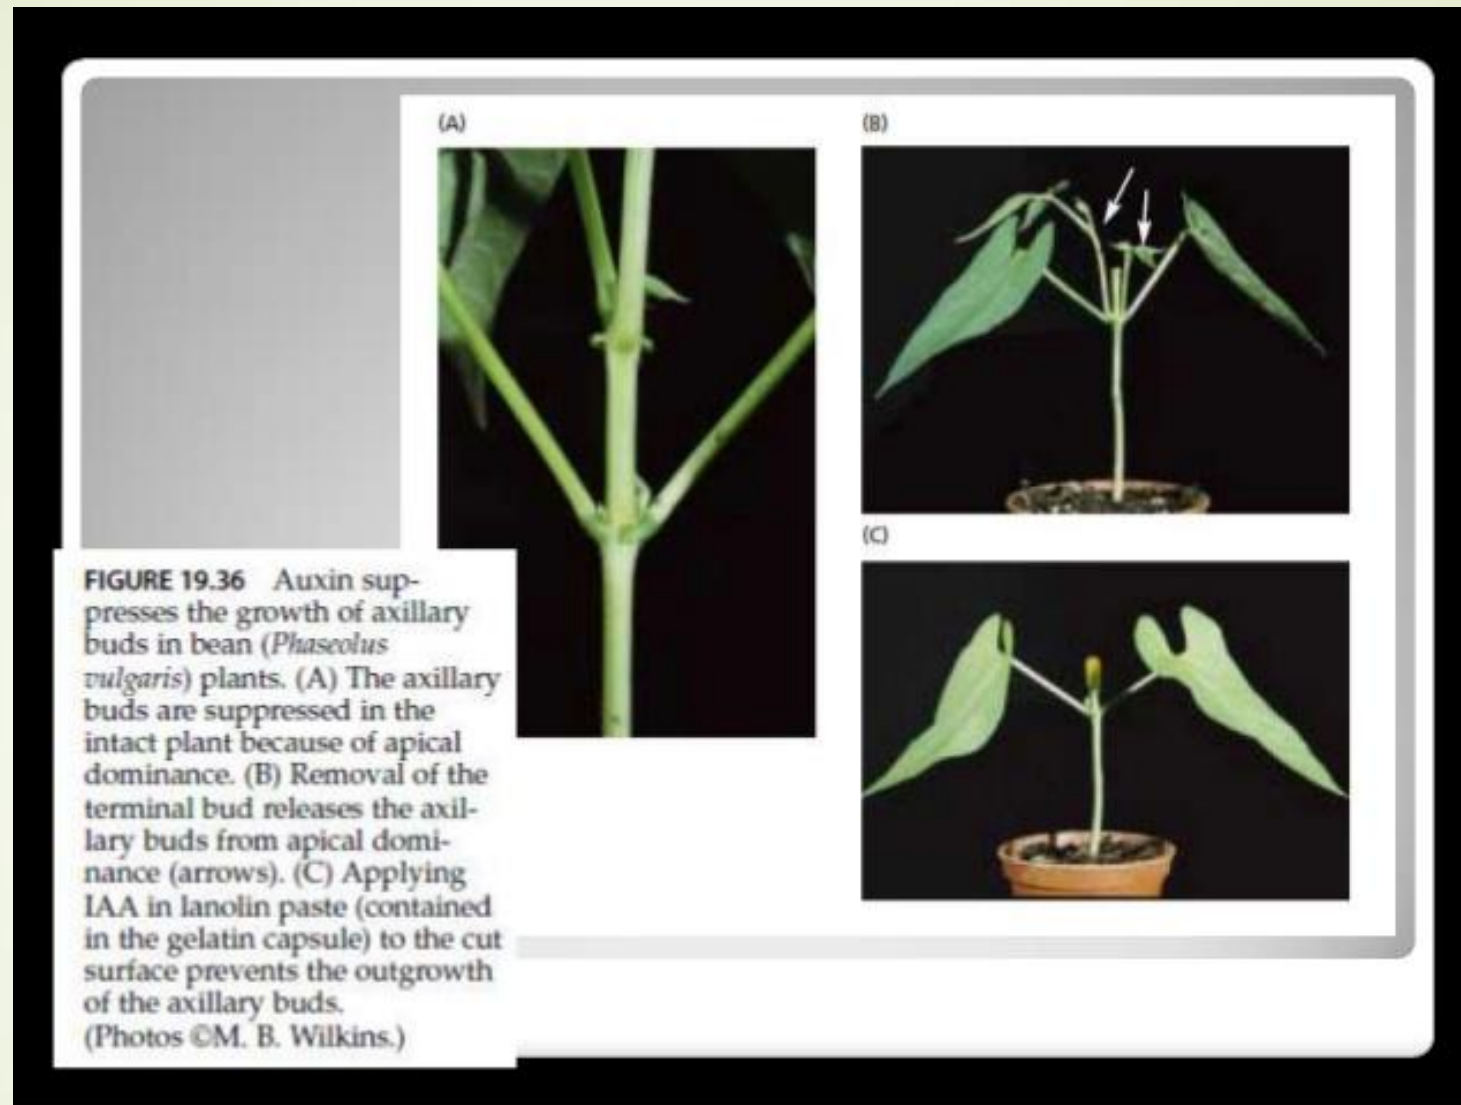 (A)
(B)
(C)
FIGURE 19.36 Auxin sup-
presses the growth of axillary
buds in bean (Phaseolus
vulgaris) plants. (A) The axillary
buds are suppressed in the
intact plant because of apical
dominance. (B) Removal of the
terminal bud releases the axil-
lary buds from apical domi-
nance (arrows). (C) Applying
IAA in lanolin paste (contained
in the gelatin capsule) to the cut
surface prevents the outgrowth
of the axillary buds.
(Photos ©M. B. Wilkins.)